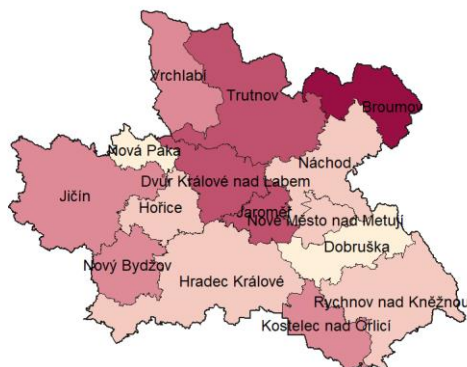 Vrchlabí
Trutnov
Broumov
Nová Paka
Náchod
Dvůr Králové nad Labem
Jičín
Hořice
Jaroměř
Nové Město nad Metují
Dobruška
Nový Bydžov
Hradec Králové
Rychnov nad Kněžnou
Kostelec nad Orlicí